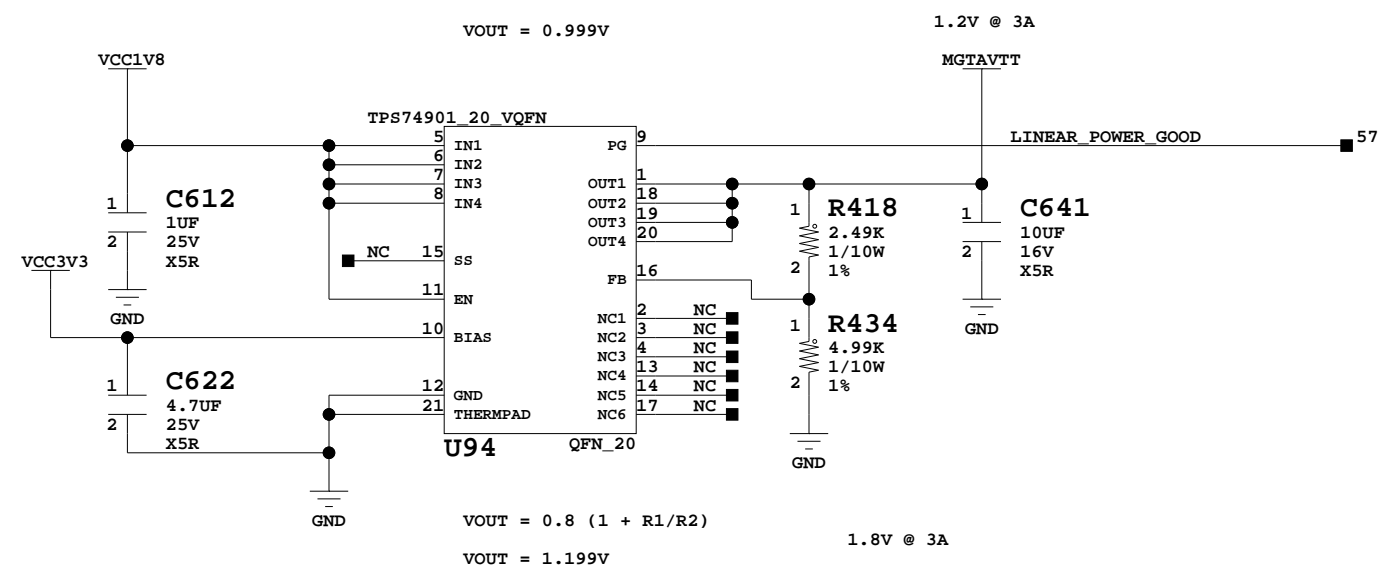 1.2V @ 3A
VOUT = 0.999V
VCC1V8
MGTAVTT
TPS74901_20_VQFN
5 IN1
PG 9
LINEAR_POWER_GOOD
57
6 IN2
7 IN3
OUT1 1
8 IN4
OUT2 18
OUT3 19
OUT4 20
1
2
C612
1UF
25V
X5R
GND
1
2
R418
2.49K
1/10W
1%
1
2
C641
10UF
16V
X5R
GND
NC 15 SS
VCC3V3
FB 16
11 EN
NC1 2 NC
10 BIAS
NC2 3 NC
NC3 4 NC
NC4 13 NC
12 GND
NC5 14 NC
21 THERMPAD
NC6 17 NC
1
2
R434
4.99K
1/10W
1%
GND
1
2
C622
4.7UF
25V
X5R
U94
QFN_20
GND
VOUT = 0.8 (1 + R1/R2)
1.8V @ 3A
VOUT = 1.199V